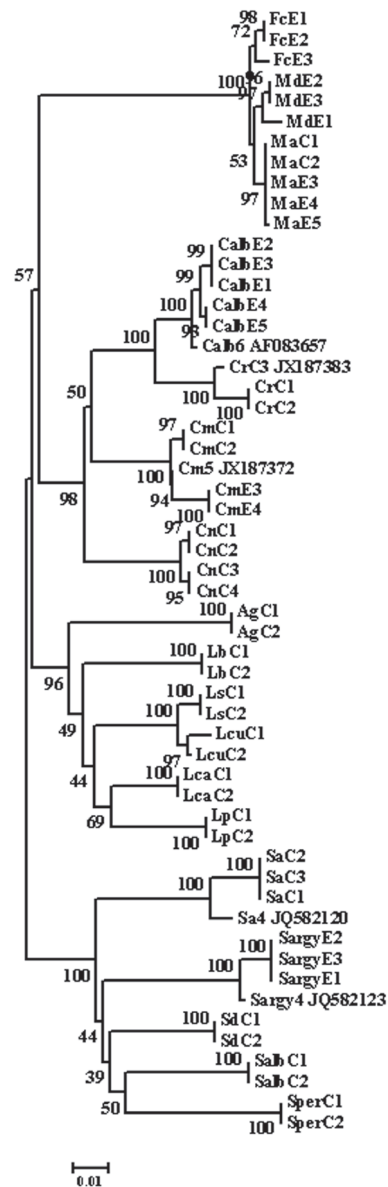 98
FcE1
72
FcE2
FcE3
100
96
MdE2
97
MdE3
MdE1
MaC1
MaC2
53
MaE3
97
MaE4
MaE5
57
99
CalbE2
CalbE3
99
CalbE1
100
CalbE4
98
CalbE5
100
Calb6 AF083657
CrC3 JX187383
CrC1
100
100
CrC2
50
97
CmC1
CmC2
Cm5 JX187372
100
98
94
CmE3
100
CmE4
97
CnC1
CnC2
100
CnC3
95
CnC4
100
AgC1
AgC2
96
100
LbC1
LbC2
49
100
LsC1
100
LsC2
LcuC1
97
LcuC2
44
100
LcaC1
LcaC2
69
LpC1
100
LpC2
SaC2
100
SaC3
100
SaC1
Sa4 JQ582120
SargyE2
100
SargyE3
100
SargyE1
100
Sargy4 JQ582123
44
100
SdC1
SdC2
39
100
SalbC1
SalbC2
50
SperC1
100
SperC2
0.01